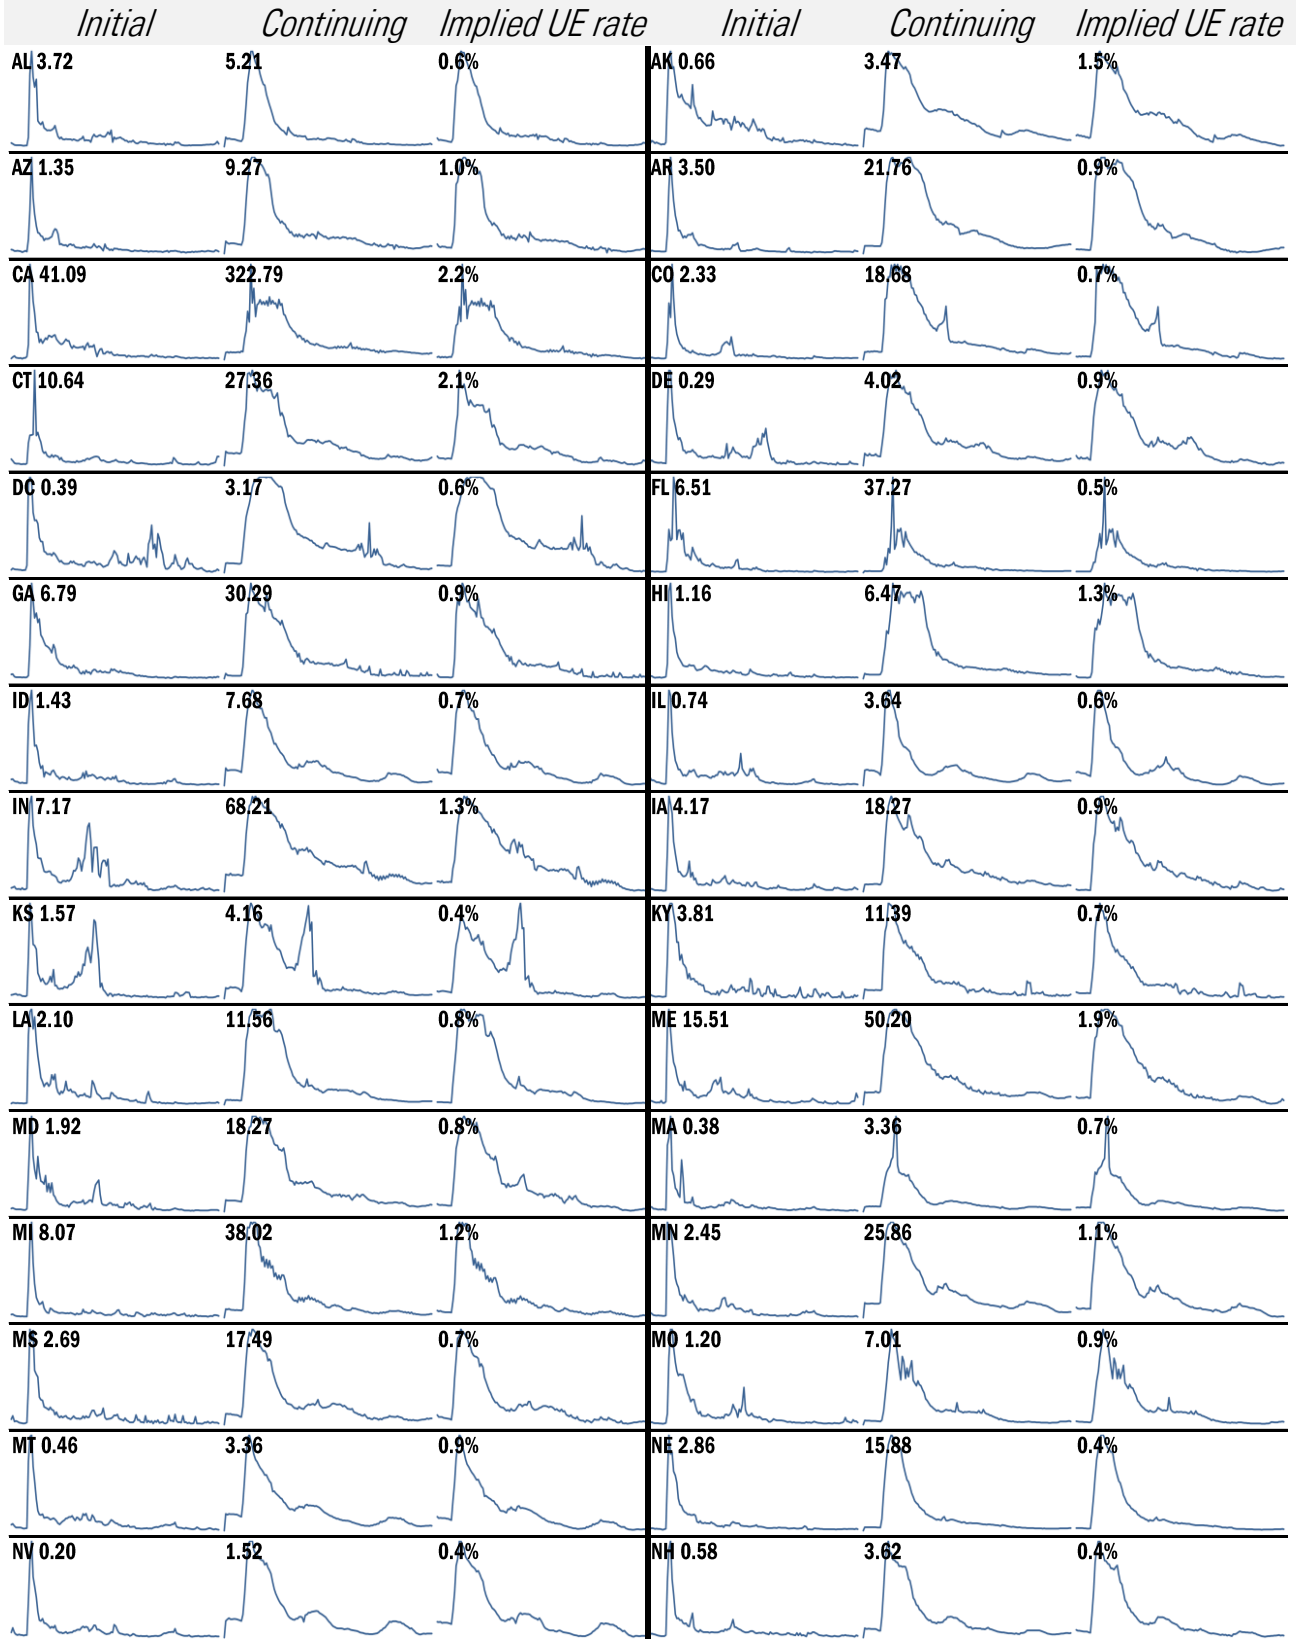 Initial Continuing Implied UE rate Initial Continuing Implied UE rate
AL 3.72 5.21 0.6% AK 0.66 3.47 1.5%
AZ 1.35 9.27 1.0% AR 3.50 21.76 0.9%
CA 41.09 322.79 2.2% CO 2.33 18.68 0.7%
CT 10.64 27.36 2.1% DE 0.29 4.02 0.9%
DC 0.39 3.17 0.6% FL 6.51 37.27 0.5%
GA 6.79 30.29 0.9% HI 1.16 6.47 1.3%
ID 1.43 7.68 0.7% IL 0.74 3.64 0.6%
IN 7.17 68.21 1.3% IA 4.17 18.27 0.9%
KS 1.57 4.16 0.4% KY 3.81 11.39 0.7%
LA 2.10 11.56 0.8% ME 15.51 50.20 1.9%
MD 1.92 18.27 0.8% MA 0.38 3.36 0.7%
MI 8.07 38.02 1.2% MN 2.45 25.86 1.1%
MS 2.69 17.49 0.7% MO 1.20 7.01 0.9%
MT 0.46 3.36 0.9% NE 2.86 15.88 0.4%
NV 0.20 1.52 0.4% NH 0.58 3.62 0.4%